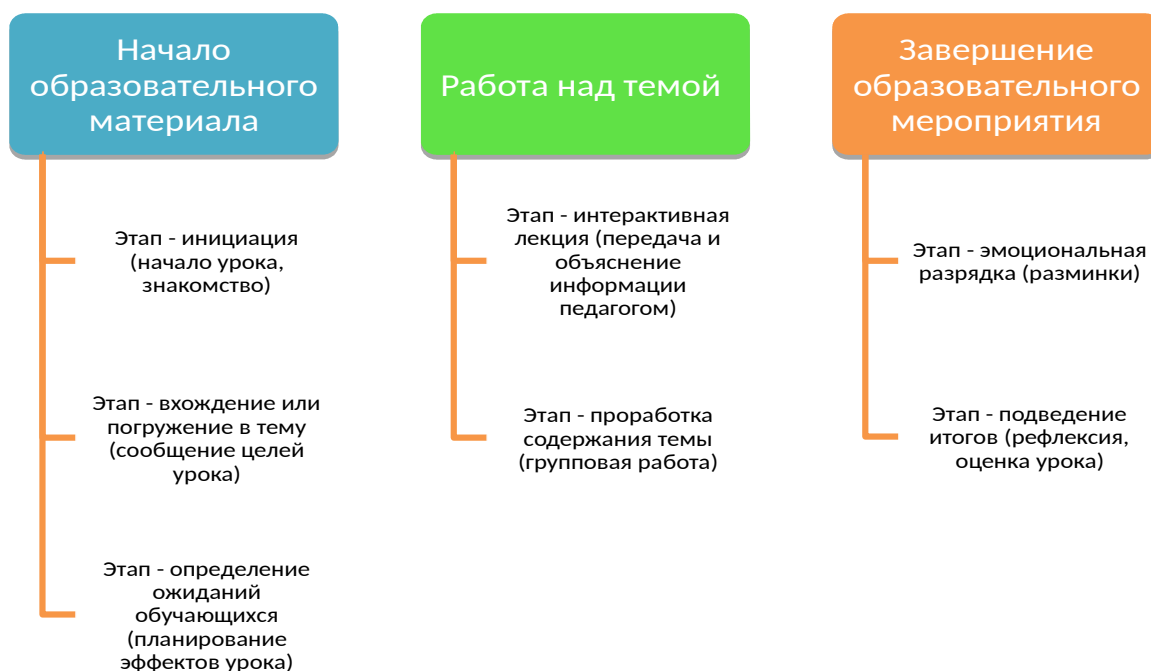 Начало
образовательного
материала
Этап - инициация
(начало урока,
знакомство)
Этап - вхождение или
погружение в тему
(сообщение целей
урока)
Этап - определение
ожиданий
обучающихся
(планирование
эффектов урока)
Работа над темой
Этап - интерактивная
лекция (передача и
объяснение
информации
педагогом)
Этап - проработка
содержания темы
(групповая работа)
Завершение
образовательного
мероприятия
Этап - эмоциональная
разрядка (разминки)
Этап - подведение
итогов (рефлексия,
оценка урока)